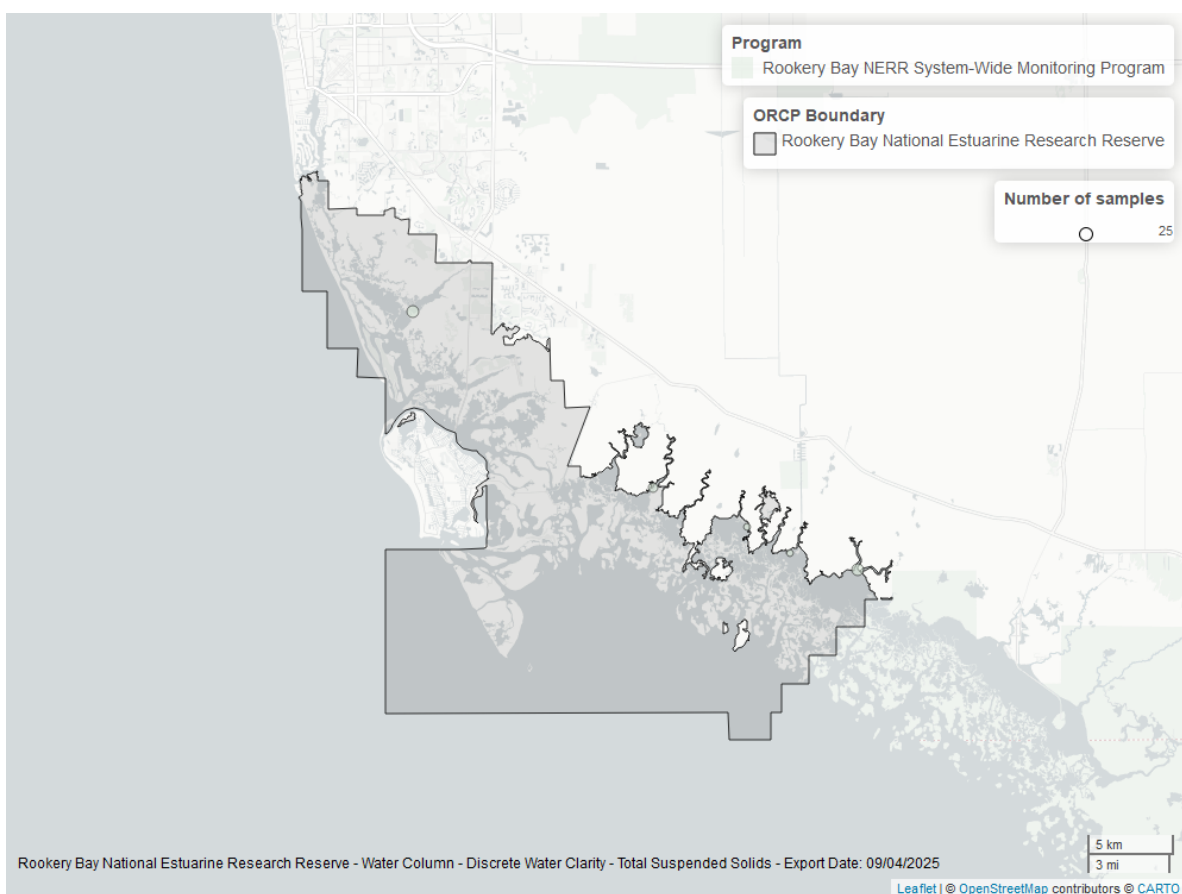 Program
Rookery Bay NERR System-Wide Monitoring Program
ORCP Boundary
Rookery Bay National Estuarine Research Reserve
Number of samples
25
5 km
3 mi
Rookery Bay National Estuarine Research Reserve - Water Column - Discrete Water Clarity - Total Suspended Solids - Export Date: 09/04/2025
Leaflet | © OpenStreetMap contributors © CARTO